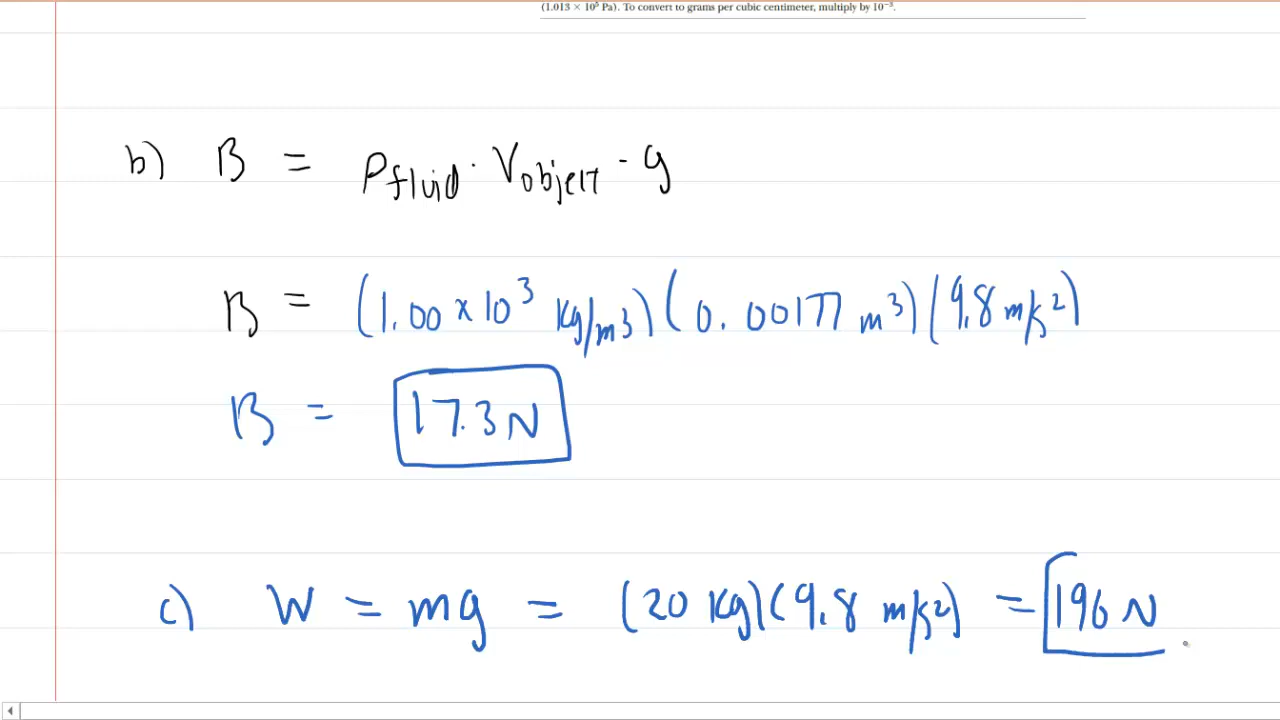 (1.013 × 10⁵ Pa). To convert to grams per cubic centimeter, multiply by 10⁻³.
b) B = ρfluid · Vobject · g
B = (1.00 × 10³ kg/m³)(0.00177 m³)(9.8 m/s²)
B = 17.3 N
c) W = mg = (20 kg)(9.8 m/s²) = 196 N